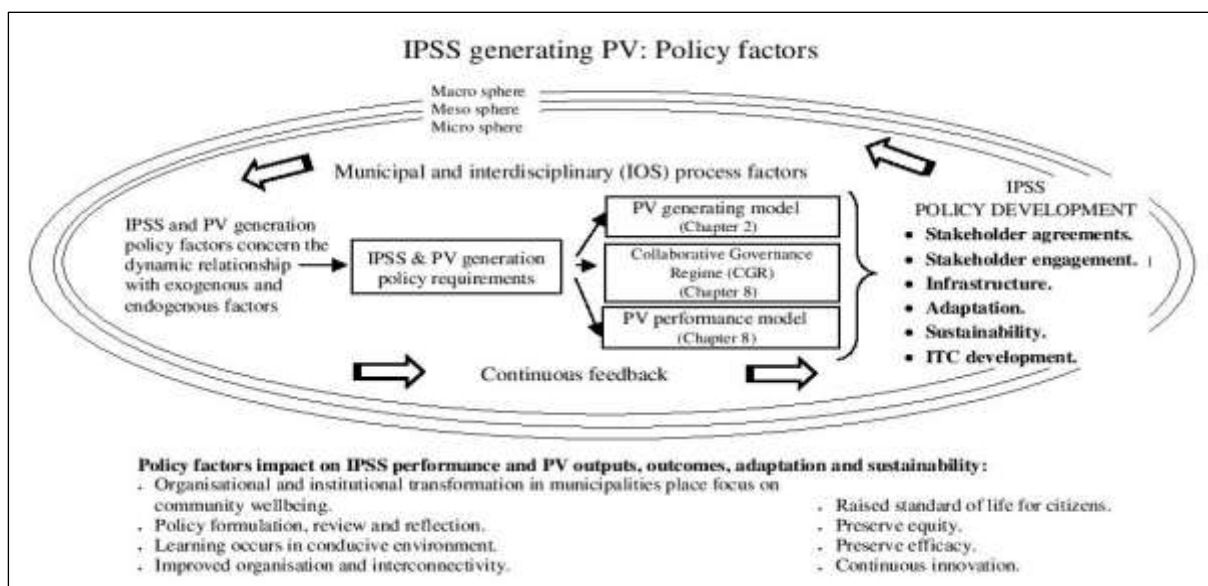 IPSS generating PV: Policy factors
Macro sphere
Meso sphere
Micro sphere
Municipal and interdisciplinary (IOS) process factors
IPSS and PV generation
policy factors concern the
dynamic relationship
with exogenous and
endogenous factors
IPSS & PV generation
policy requirements
PV generating model
(Chapter 2)
Collaborative Governance
Regime (CGR)
(Chapter 8)
PV performance model
(Chapter 8)
IPSS
POLICY DEVELOPMENT
• Stakeholder agreements.
• Stakeholder engagement.
• Infrastructure.
• Adaptation.
• Sustainability.
• ITC development.
Continuous feedback
Policy factors impact on IPSS performance and PV outputs, outcomes, adaptation and sustainability:
• Organisational and institutional transformation in municipalities place focus on
community wellbeing.
• Policy formulation, review and reflection.
• Learning occurs in conducive environment.
• Improved organisation and interconnectivity.
• Raised standard of life for citizens.
• Preserve equity.
• Preserve efficacy.
• Continuous innovation.